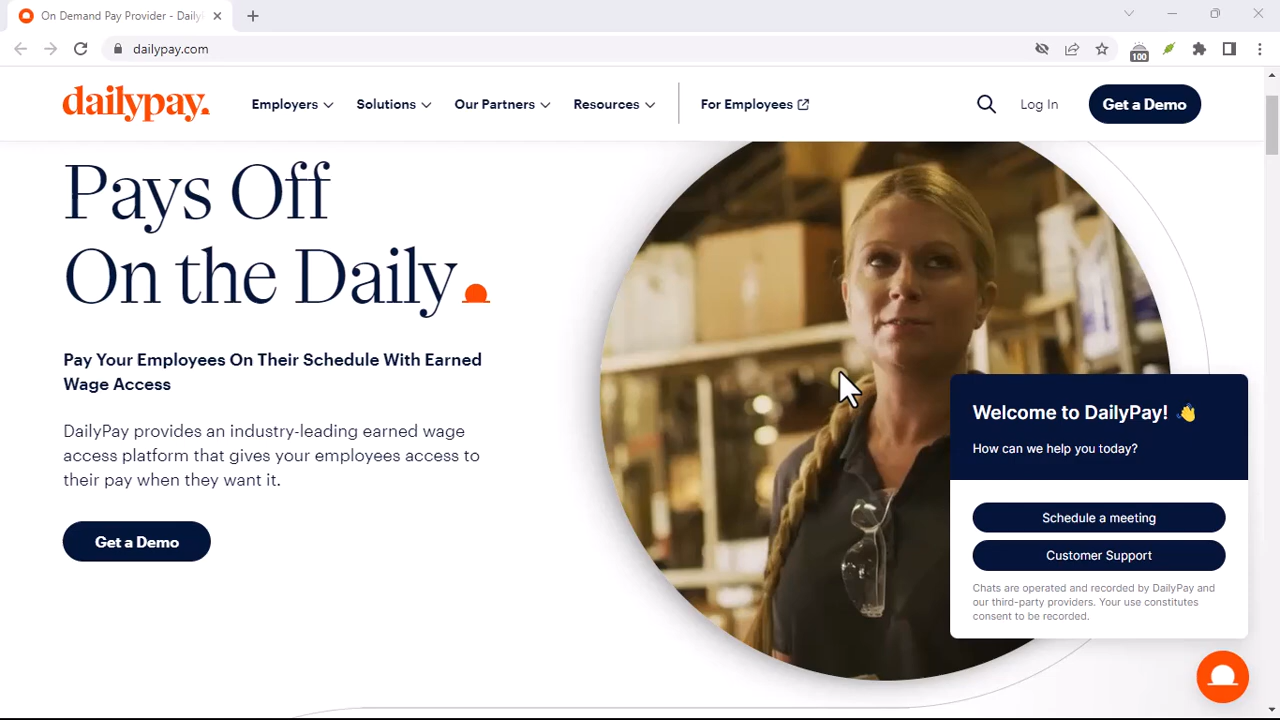 On Demand Pay Provider - Daily
dailypay.com
100
dailypay.
Employers
Solutions
Our Partners
Resources
For Employees
Log In
Get a Demo
Pays Off
On the Daily
Pay Your Employees On Their Schedule With Earned
Wage Access
DailyPay provides an industry-leading earned wage
access platform that gives your employees access to
their pay when they want it.
Get a Demo
Welcome to DailyPay! 👋
How can we help you today?
Schedule a meeting
Customer Support
Chats are operated and recorded by DailyPay and
our third-party providers. Your use constitutes
consent to be recorded.